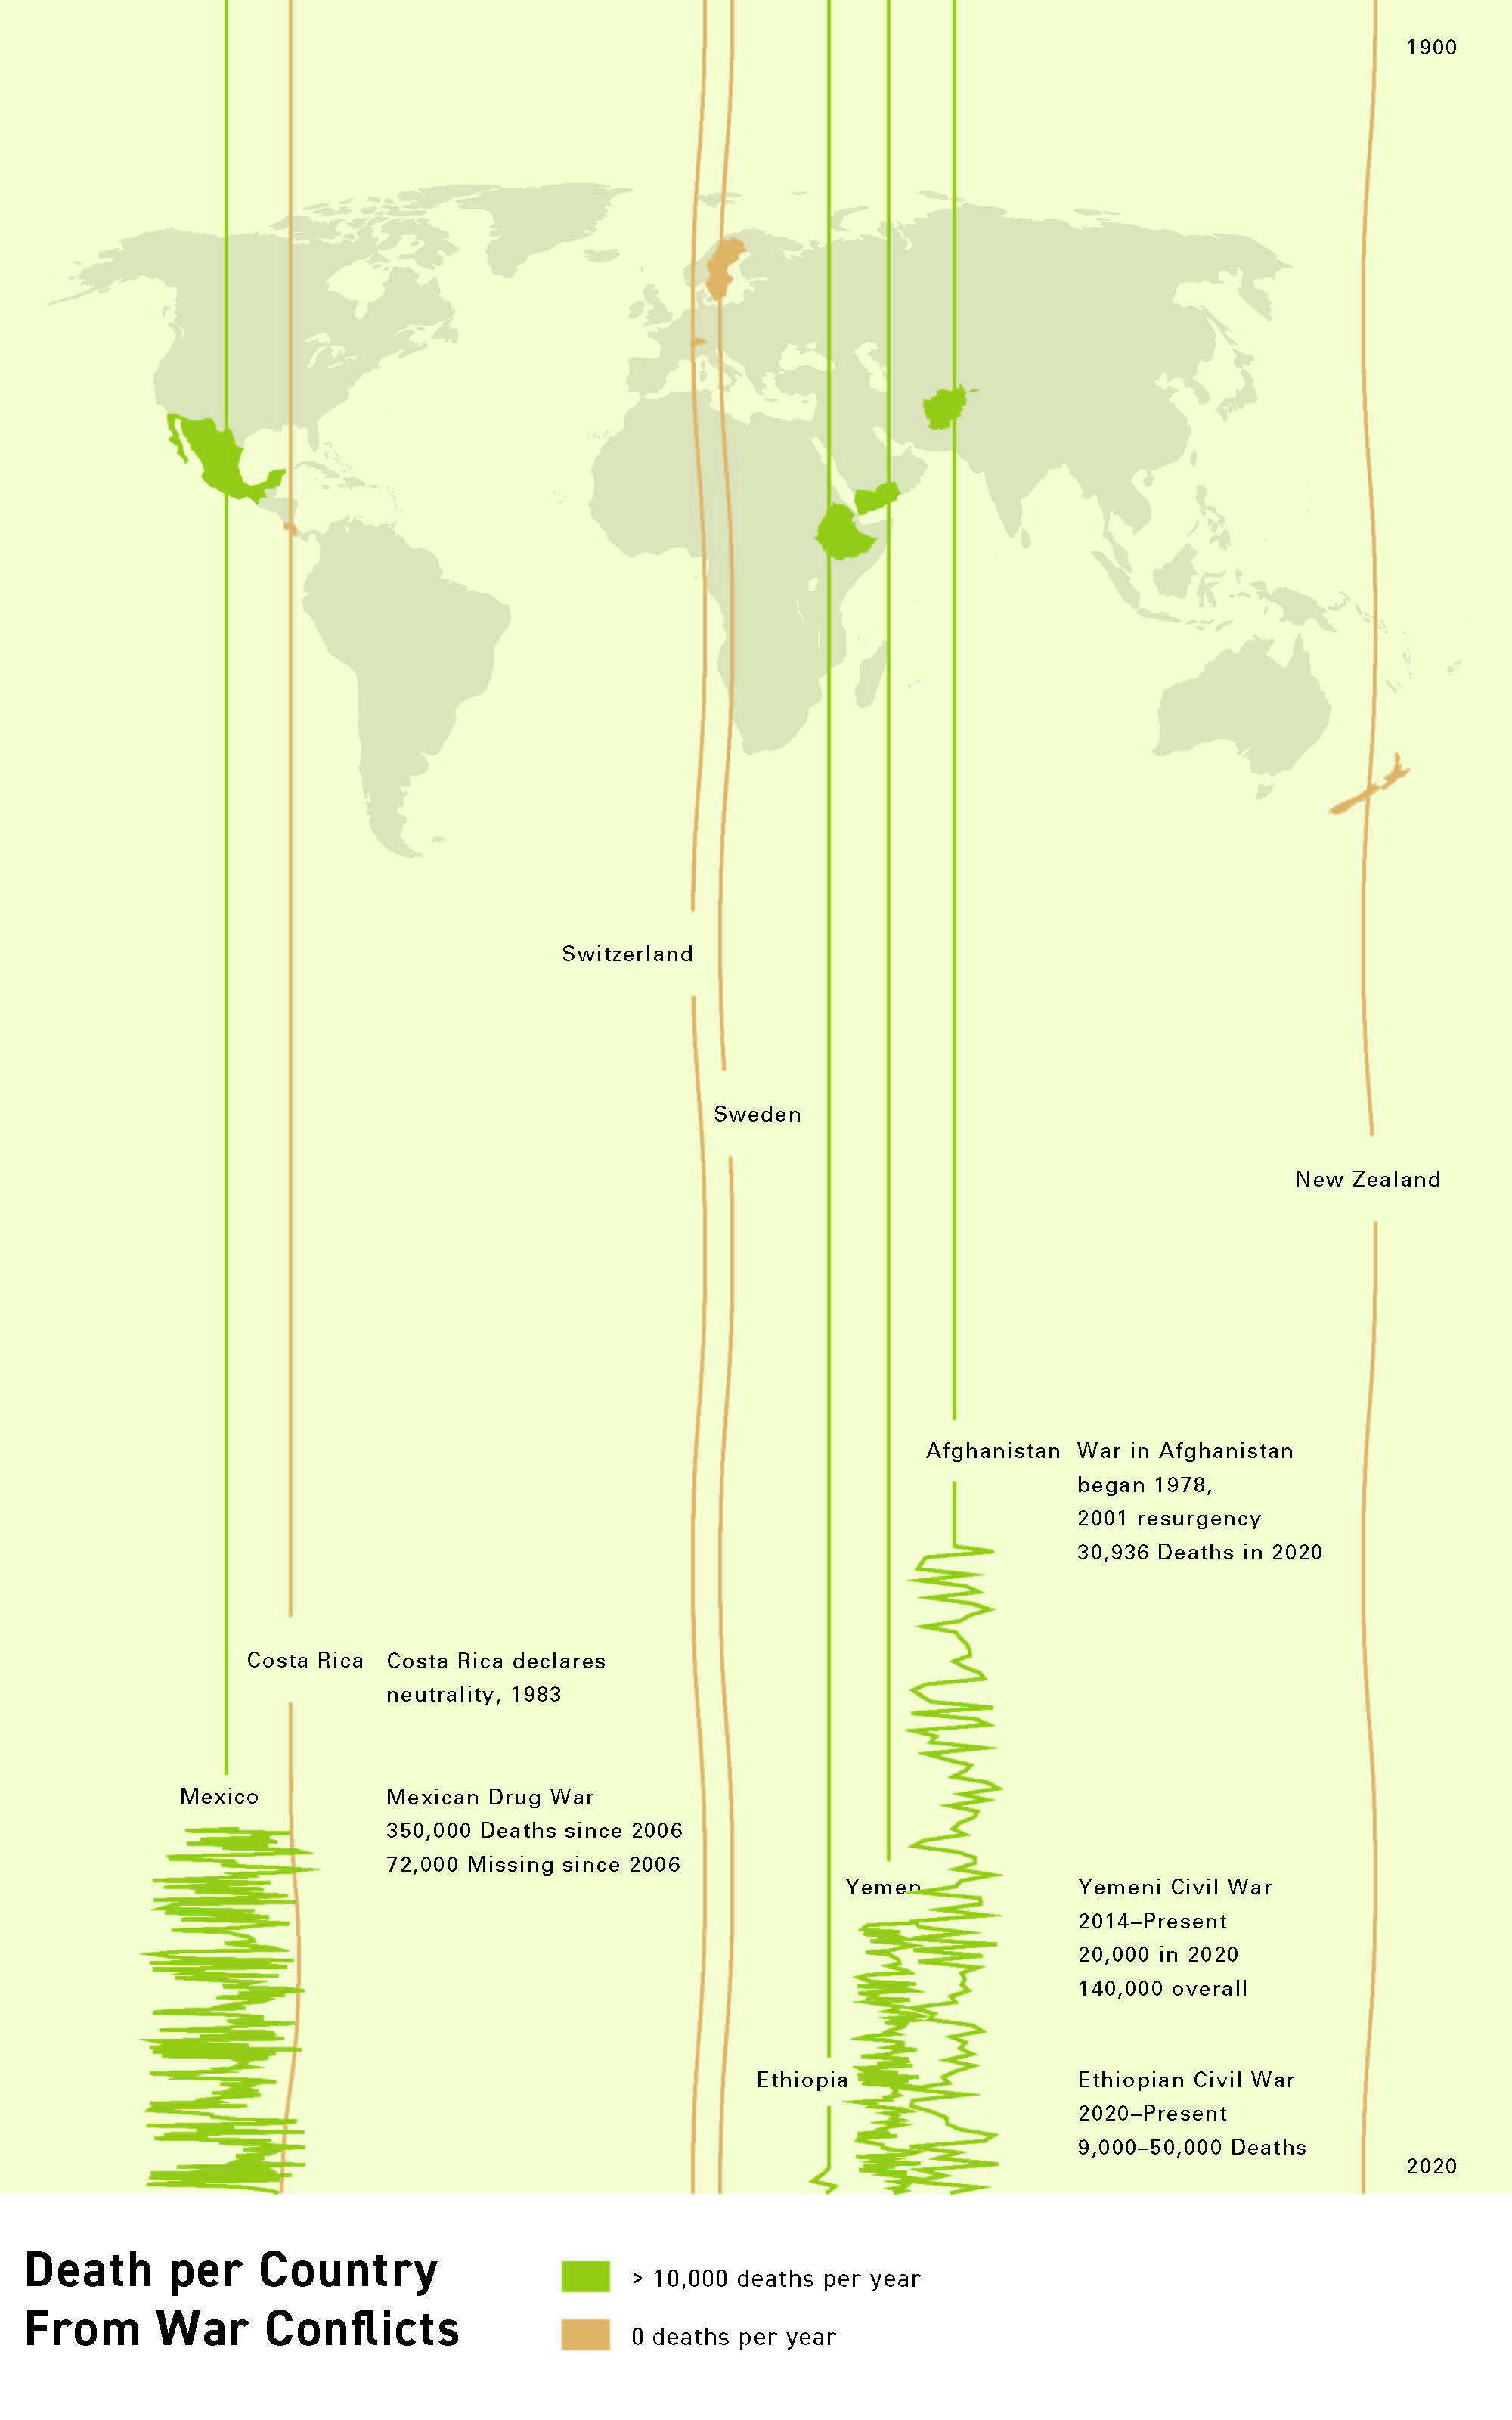 1900
Switzerland
Sweden
New Zealand
Afghanistan
War in Afghanistan
began 1978,
2001 resurgency
30,936 Deaths in 2020
Costa Rica
Costa Rica declares
neutrality, 1983
Mexico
Mexican Drug War
350,000 Deaths since 2006
72,000 Missing since 2006
Yemen
Yemeni Civil War
2014–Present
20,000 in 2020
140,000 overall
Ethiopia
Ethiopian Civil War
2020–Present
9,000–50,000 Deaths
2020
Death per Country
From War Conflicts
> 10,000 deaths per year
0 deaths per year